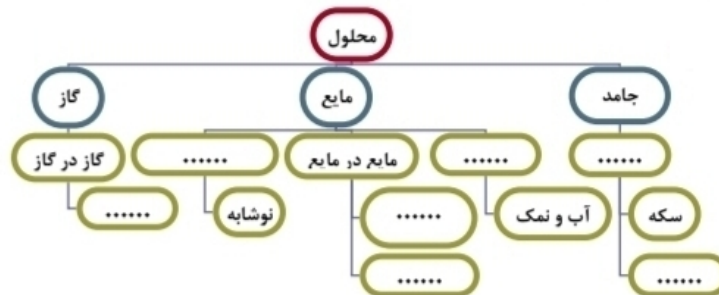 محلول
جامد
مایع
گاز
......
......
مایع در مایع
......
گاز در گاز
سکه
آب و نمک
......
نوشابه
......
......
......